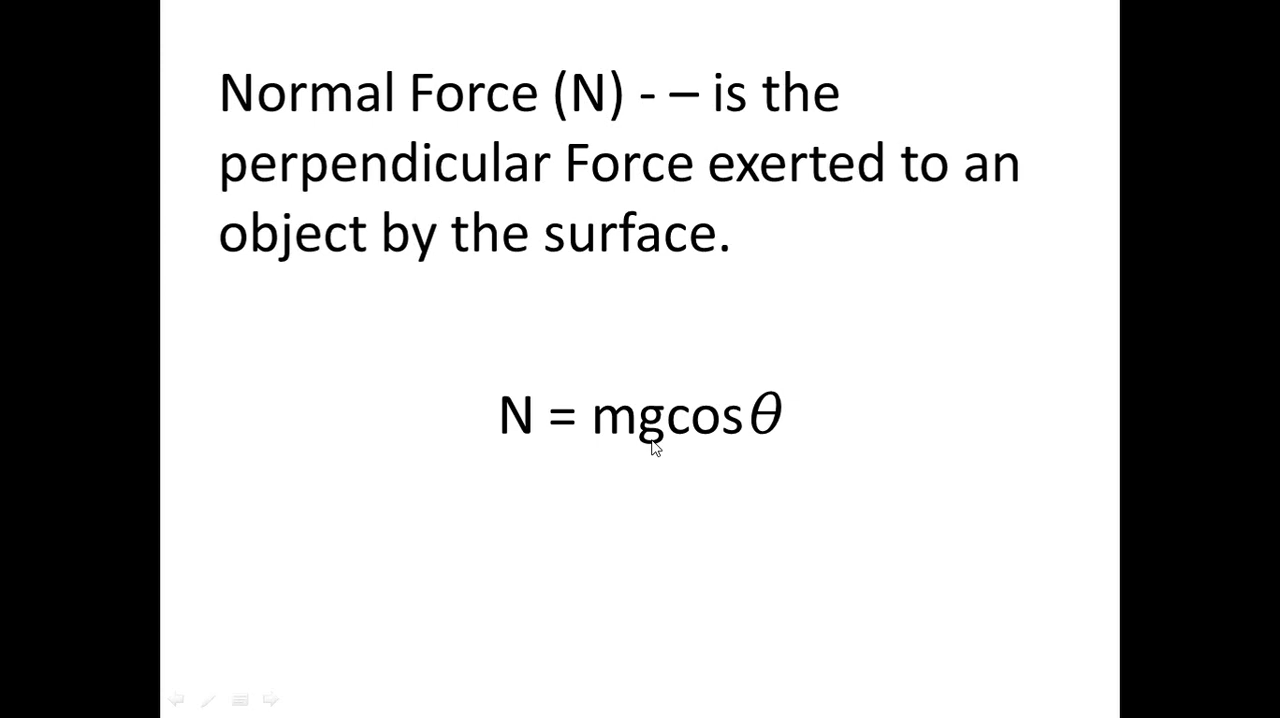 Normal Force (N) - – is the
perpendicular Force exerted to an
object by the surface.
N = mgcosθ